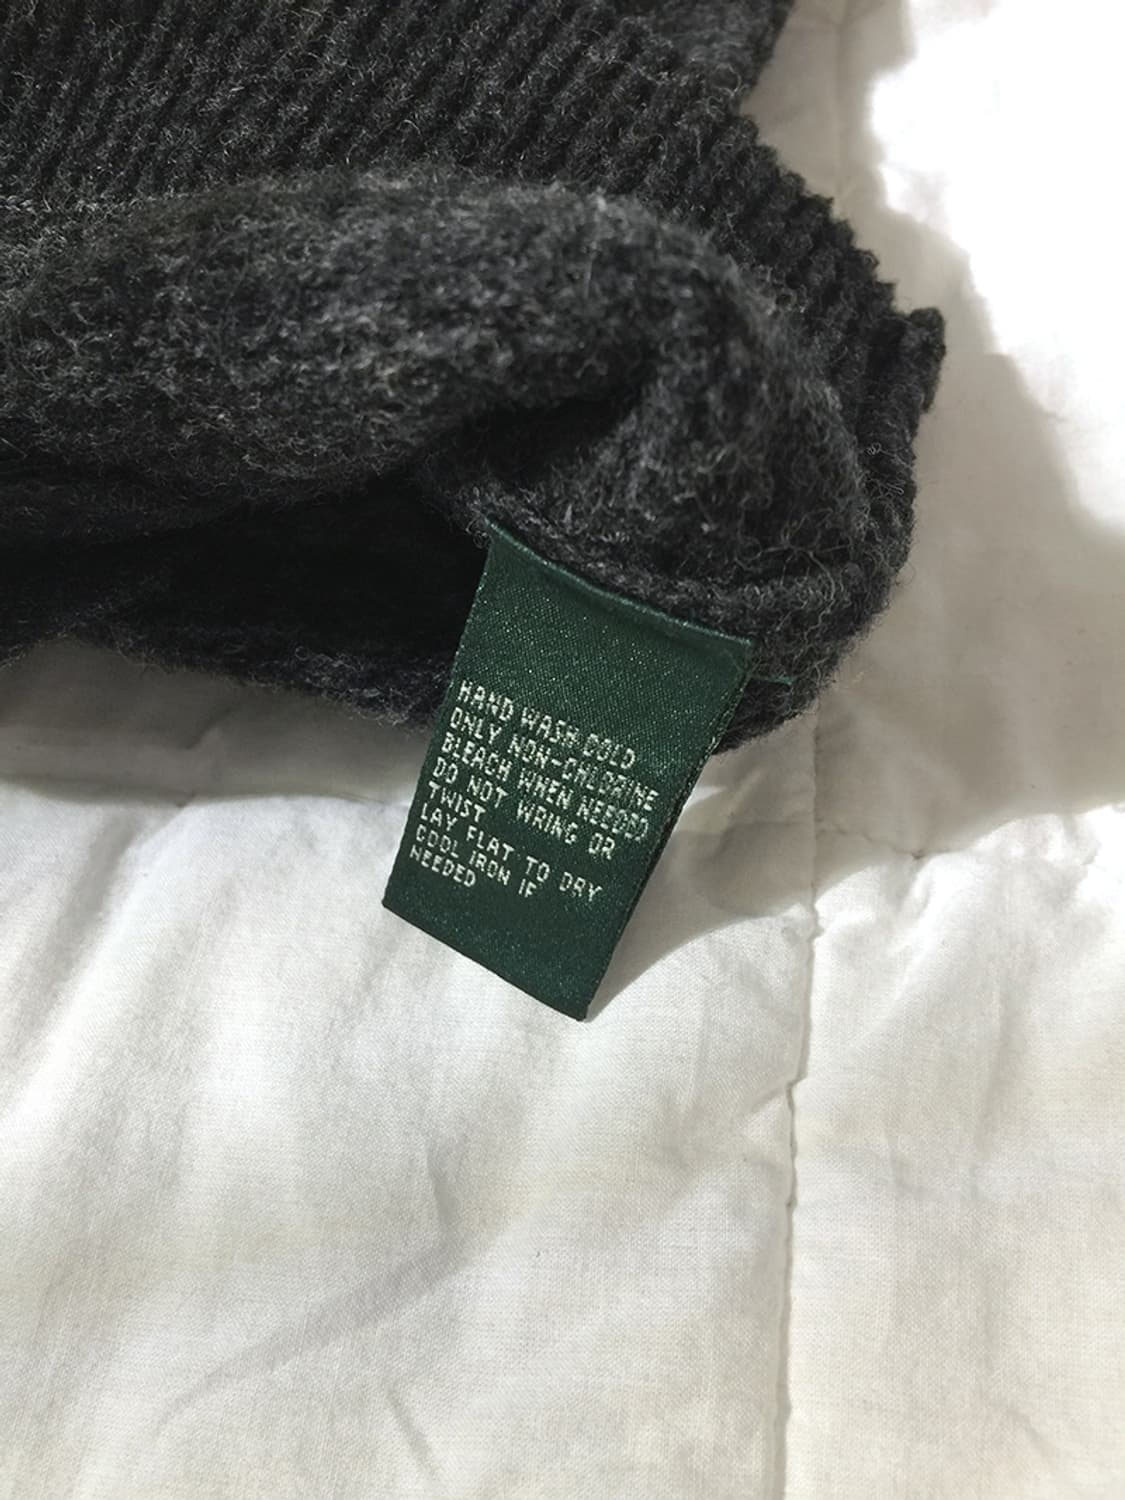 HAND WASH COLD
ONLY NON-CHLORINE
BLEACH WHEN NEEDED
DO NOT WRING OR
TWIST
LAY FLAT TO DRY
COOL IRON IF
NEEDED